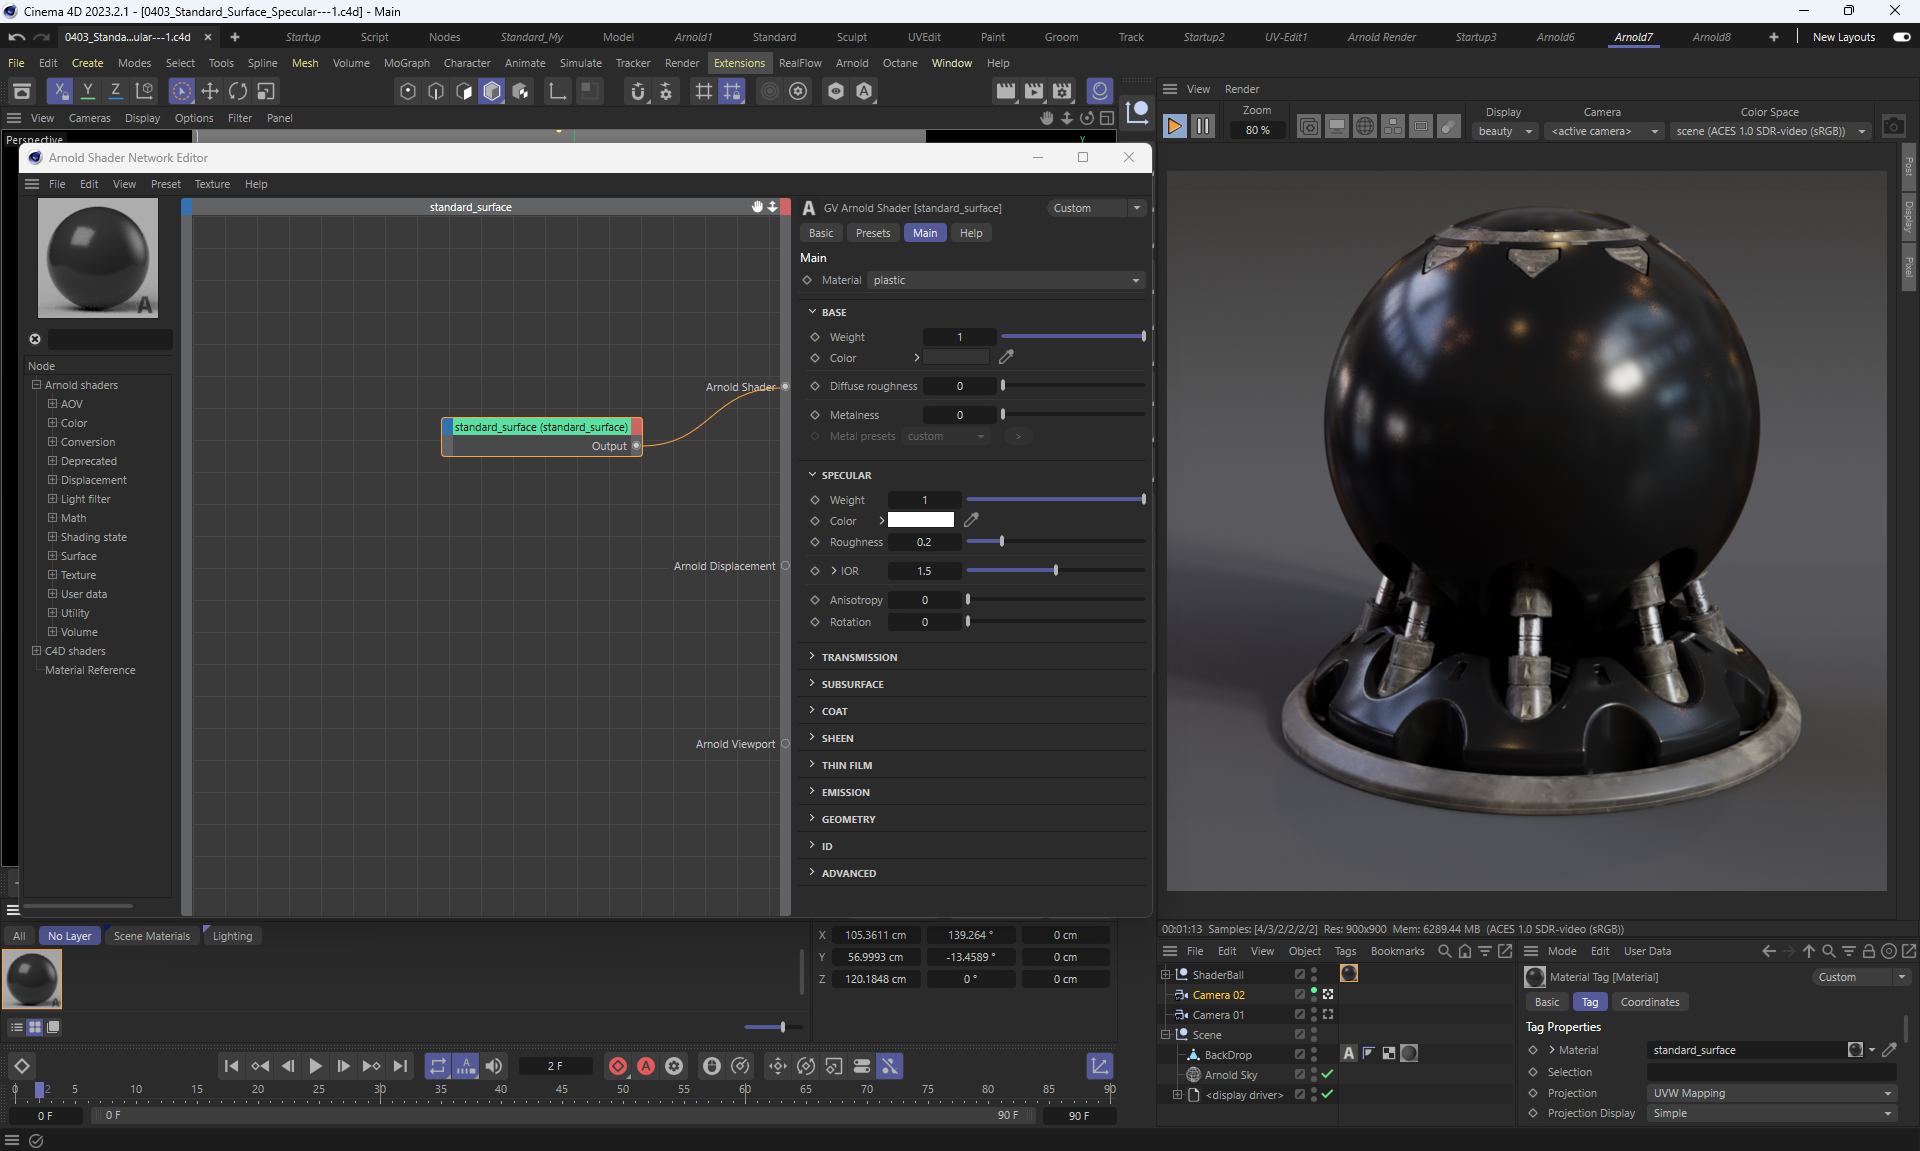 Cinema 4D 2023.2.1 - [0403_Standard_Surface_Specular---1.c4d] - Main
0403_Standa...ular---1.c4d
Startup
Script
Nodes
Standard_My
Model
Arnold1
Standard
Sculpt
UVEdit
Paint
Groom
Track
Startup2
UV-Edit1
Arnold Render
Startup3
Arnold6
Arnold7
Arnold8
New Layouts
File Edit Create Modes Select Tools Spline Mesh Volume MoGraph Character Animate Simulate Tracker Render Extensions RealFlow Arnold Octane Window Help
X Y Z
View Cameras Display Options Filter Panel
Perspective
Y
Arnold Shader Network Editor
File Edit View Preset Texture Help
A
Node
Arnold shaders
AOV
Color
Conversion
Deprecated
Displacement
Light filter
Math
Shading state
Surface
Texture
User data
Utility
Volume
C4D shaders
Material Reference
standard_surface
Arnold Shader
standard_surface (standard_surface)
Output
Arnold Displacement
Arnold Viewport
GV Arnold Shader [standard_surface]
Custom
Basic Presets Main Help
Main
Material plastic
BASE
Weight 1
Color
Diffuse roughness 0
Metalness 0
Metal presets custom >
SPECULAR
Weight 1
Color
Roughness 0.2
IOR 1.5
Anisotropy 0
Rotation 0
TRANSMISSION
SUBSURFACE
COAT
SHEEN
THIN FILM
EMISSION
GEOMETRY
ID
ADVANCED
View Render
Zoom
80 %
Display
beauty
Camera
<active camera>
Color Space
scene (ACES 1.0 SDR-video (sRGB))
Post
Display
Pixel
00:01:13 Samples: [4/3/2/2/2/2] Res: 900x900 Mem: 6289.44 MB (ACES 1.0 SDR-video (sRGB))
All No Layer Scene Materials Lighting
X 105.3611 cm 139.264 ° 0 cm
Y 56.9993 cm -13.4589 ° 0 cm
Z 120.1848 cm 0 ° 0 cm
2 F
0 2 5 10 15 20 25 30 35 40 45 50 55 60 65 70 75 80 85 90
0 F
0 F
90 F
90 F
File Edit View Object Tags Bookmarks
ShaderBall
Camera 02
Camera 01
Scene
BackDrop
Arnold Sky
<display driver>
Mode Edit User Data
Material Tag [Material]
Custom
Basic Tag Coordinates
Tag Properties
Material standard_surface
Selection
Projection UVW Mapping
Projection Display Simple